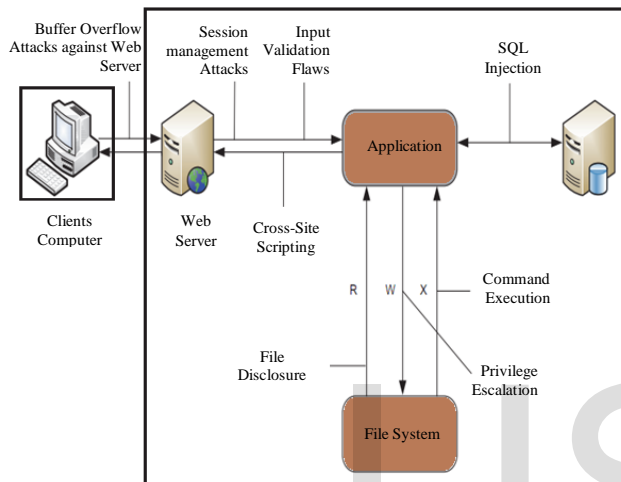 Buffer Overflow
Attacks against Web
Server
Session
management
Attacks
Input
Validation
Flaws
SQL
Injection
Application
Clients
Computer
Web
Server
Cross-Site
Scripting
R
W
X
Command
Execution
File
Disclosure
Privilege
Escalation
File System